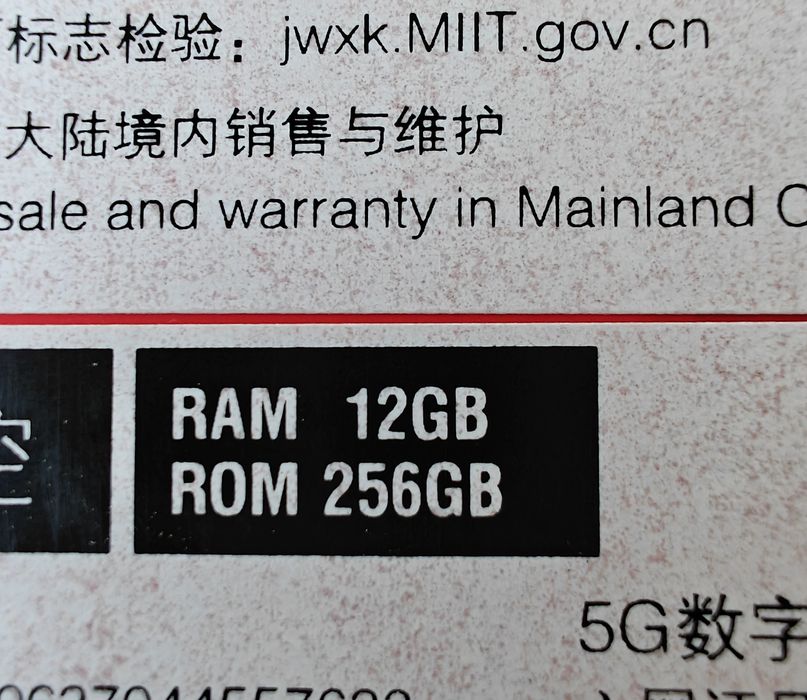 标志检验：jwxk.MIIT.gov.cn
大陆境内销售与维护
sale and warranty in Mainland C
空
RAM 12GB
ROM 256GB
5G数字